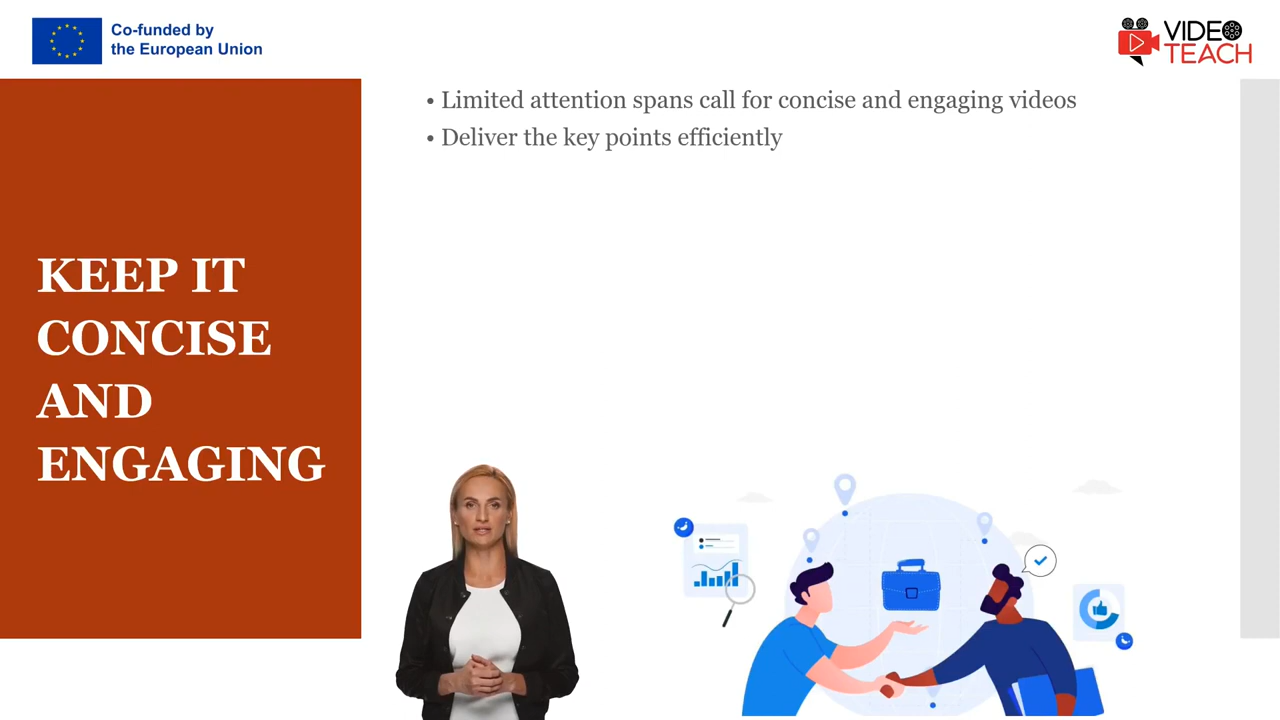 Co-funded by
the European Union
VIDEO
TEACH
• Limited attention spans call for concise and engaging videos
• Deliver the key points efficiently
KEEP IT
CONCISE
AND
ENGAGING